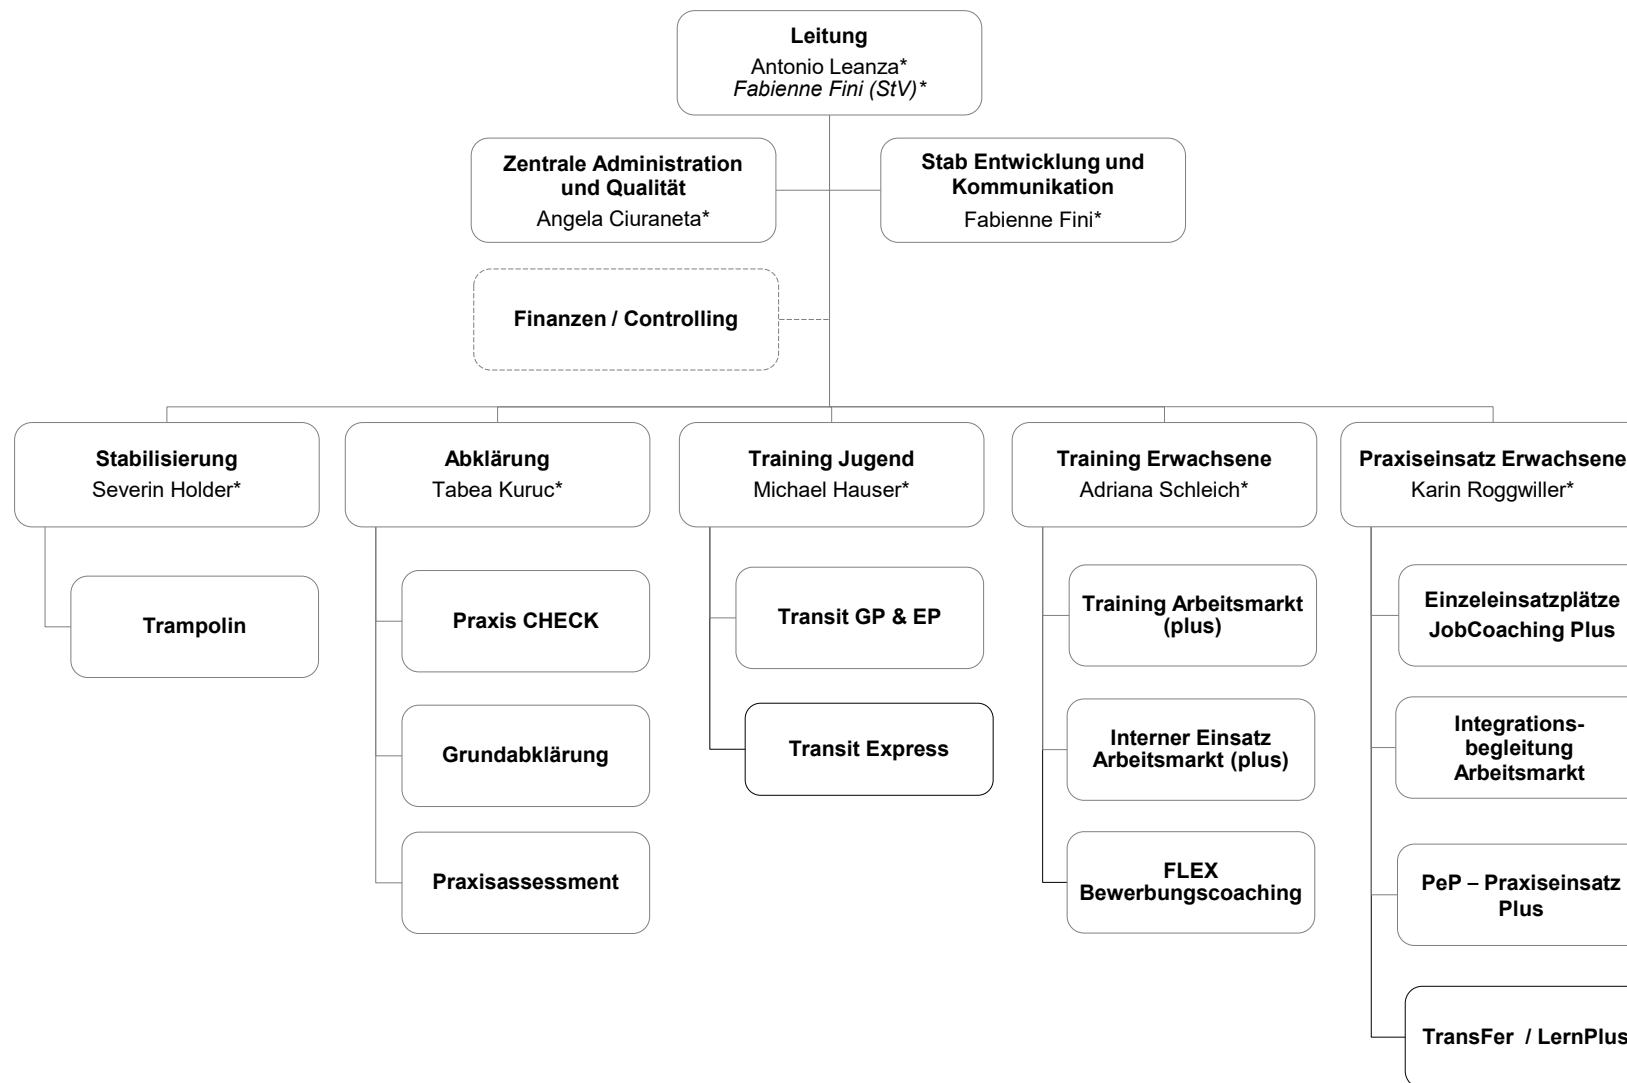 Leitung
Antonio Leanza*
Fabienne Fini (StV)*
Zentrale Administration
und Qualität
Angela Ciuraneta*
Stab Entwicklung und
Kommunikation
Fabienne Fini*
Finanzen / Controlling
Stabilisierung
Severin Holder*
Abklärung
Tabea Kuruc*
Training Jugend
Michael Hauser*
Training Erwachsene
Adriana Schleich*
Praxiseinsatz Erwachsene
Karin Roggwiller*
Trampolin
Praxis CHECK
Grundabklärung
Praxisassessment
Transit GP & EP
Transit Express
Training Arbeitsmarkt
(plus)
Interner Einsatz
Arbeitsmarkt (plus)
FLEX
Bewerbungscoaching
Einzeleinsatzplätze
JobCoaching Plus
Integrations-
begleitung
Arbeitsmarkt
PeP – Praxiseinsatz
Plus
TransFer / LernPlus